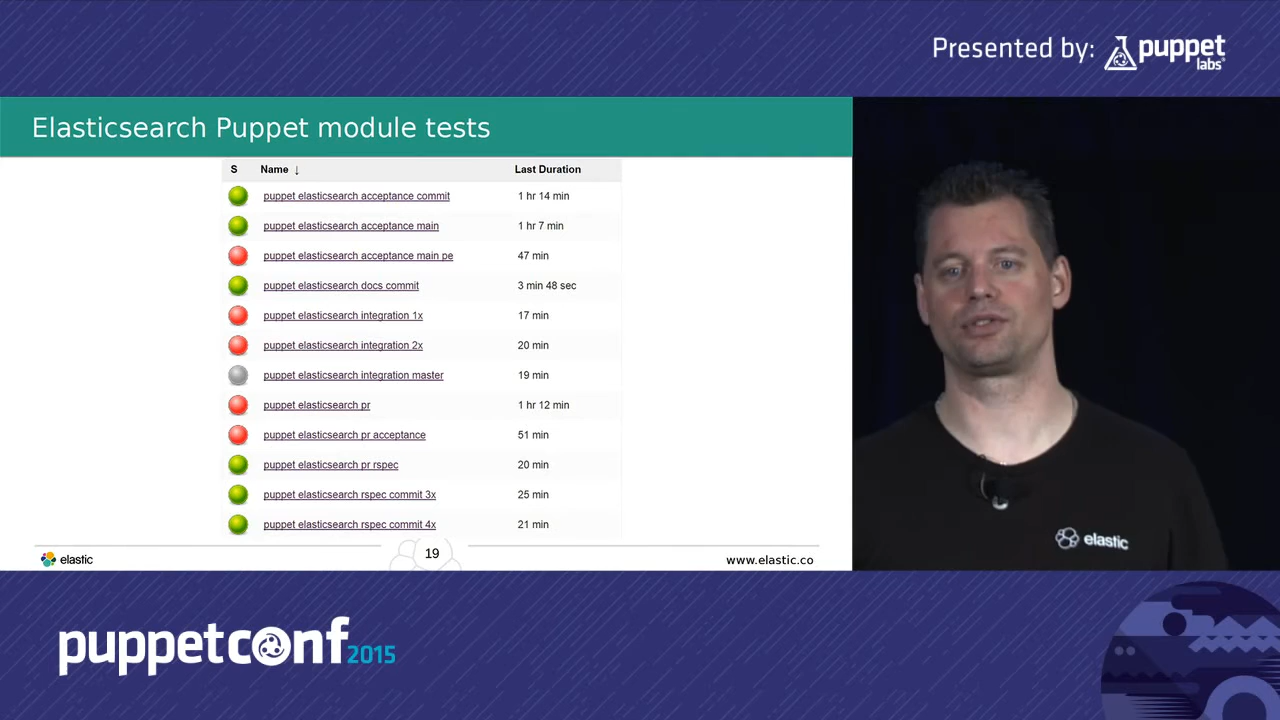 Presented by: puppet labs
Elasticsearch Puppet module tests
S Name ↓ Last Duration
puppet elasticsearch acceptance commit 1 hr 14 min
puppet elasticsearch acceptance main 1 hr 7 min
puppet elasticsearch acceptance main pe 47 min
puppet elasticsearch docs commit 3 min 48 sec
puppet elasticsearch integration 1x 17 min
puppet elasticsearch integration 2x 20 min
puppet elasticsearch integration master 19 min
puppet elasticsearch pr 1 hr 12 min
puppet elasticsearch pr acceptance 51 min
puppet elasticsearch pr rspec 20 min
puppet elasticsearch rspec commit 3x 25 min
puppet elasticsearch rspec commit 4x 21 min
elastic 19 www.elastic.co
elastic
puppetconf 2015